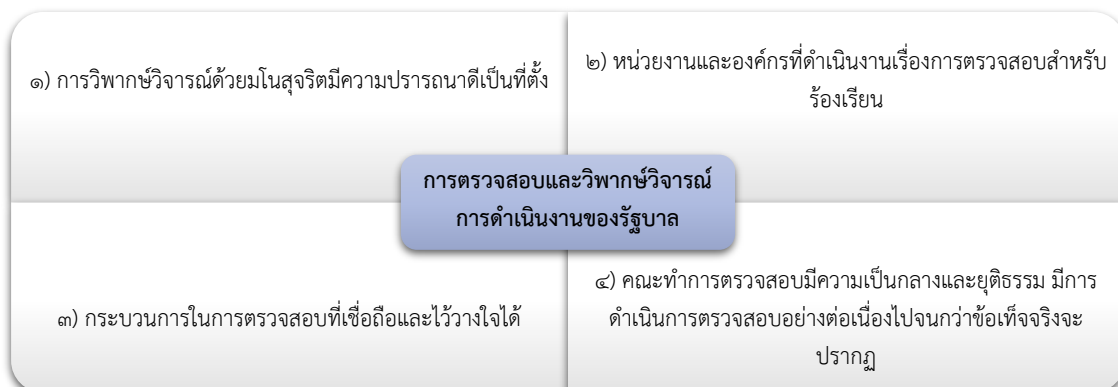 ๑) การวิพากษ์วิจารณ์ด้วยมโนสุจริตมีความปรารถนาดีเป็นที่ตั้ง
๒) หน่วยงานและองค์กรที่ดำเนินงานเรื่องการตรวจสอบสำหรับ
ร้องเรียน
การตรวจสอบและวิพากษ์วิจารณ์
การดำเนินงานของรัฐบาล
๓) กระบวนการในการตรวจสอบที่เชื่อถือและไว้วางใจได้
๔) คณะทำการตรวจสอบมีความเป็นกลางและยุติธรรม มีการ
ดำเนินการตรวจสอบอย่างต่อเนื่องไปจนกว่าข้อเท็จจริงจะ
ปรากฏ